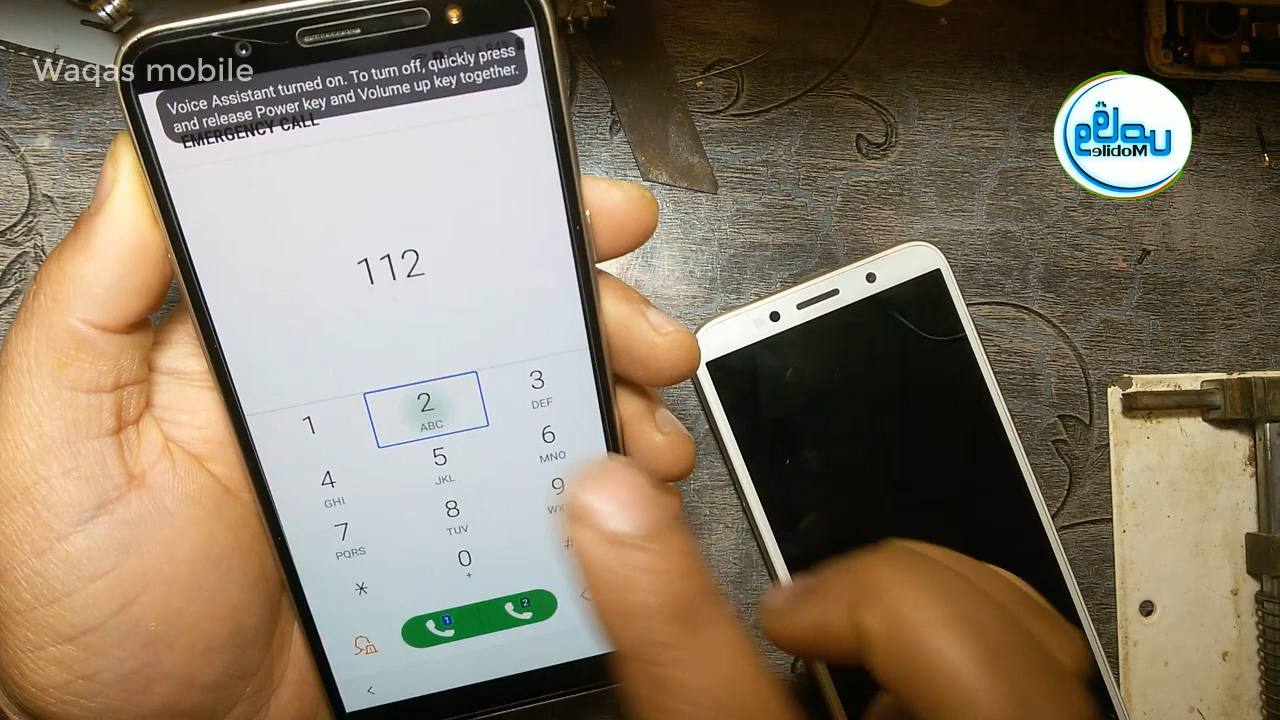 Waqas mobile
Voice Assistant turned on. To turn off, quickly press
and release Power key and Volume up key together.
EMERGENCY CALL
112
1
2
ABC
3
DEF
4
GHI
5
JKL
6
MNO
7
PQRS
8
TUV
9
*
0
+
#
1
2
Mobile